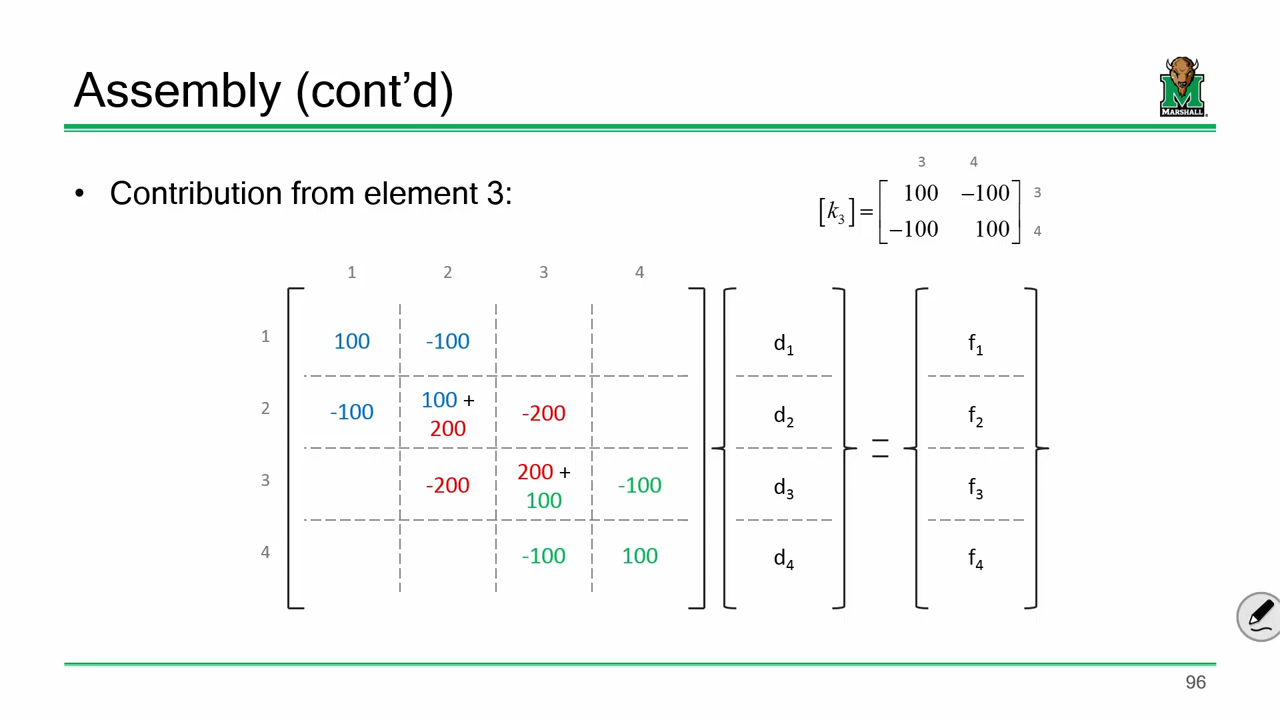 Assembly (cont’d)
MARSHALL
• Contribution from element 3:
3 4
[k3] = [ 100 −100 ] 3
[ −100 100 ] 4
1 2 3 4
1 100 -100 d1 f1
2 -100 100 + 200 -200 d2 = f2
3 -200 200 + 100 -100 d3 f3
4 -100 100 d4 f4
96